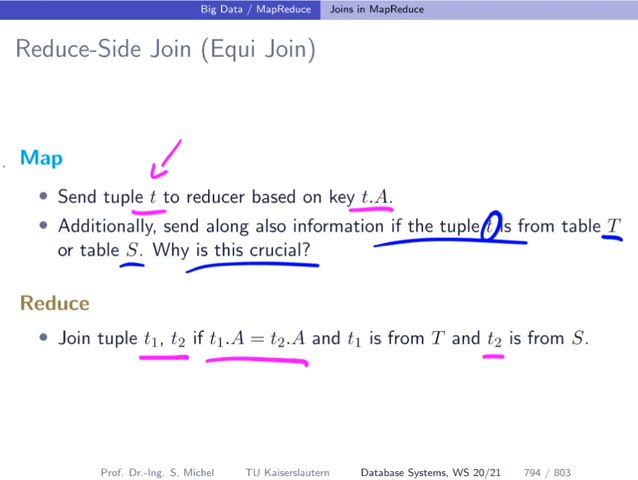 Big Data / MapReduce Joins in MapReduce
Reduce-Side Join (Equi Join)
Map
• Send tuple t to reducer based on key t.A.
• Additionally, send along also information if the tuple t is from table T
or table S. Why is this crucial?
Reduce
• Join tuple t₁, t₂ if t₁.A = t₂.A and t₁ is from T and t₂ is from S.
Prof. Dr.-Ing. S. Michel TU Kaiserslautern Database Systems, WS 20/21 794 / 803